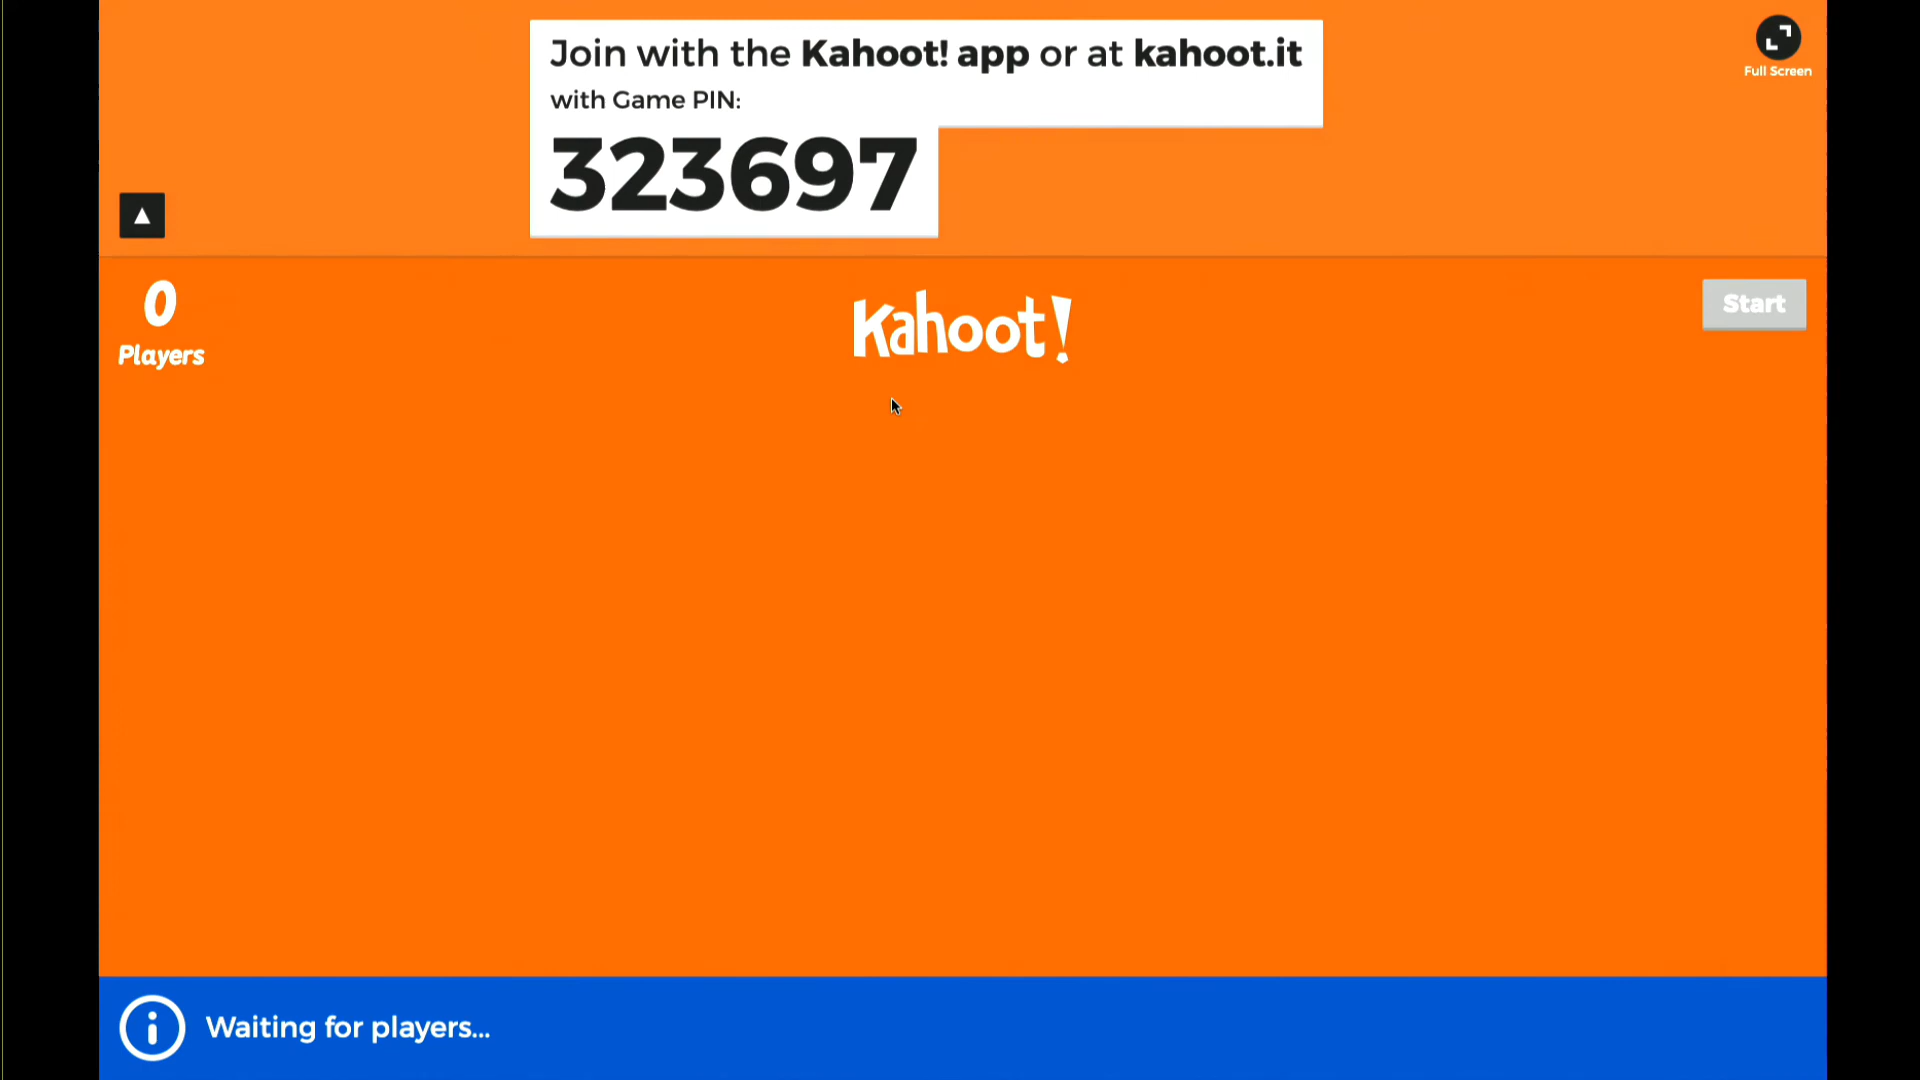 Join with the Kahoot! app or at kahoot.it
with Game PIN:
323697
Full Screen
0
Players
Kahoot!
Start
Waiting for players...